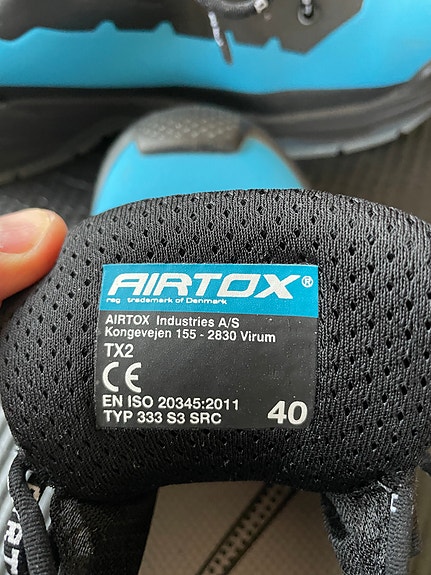 AIRTOX®
reg trademark of Denmark
AIRTOX Industries A/S
Kongevejen 155 - 2830 Virum
TX2
CE
EN ISO 20345:2011
TYP 333 S3 SRC
40